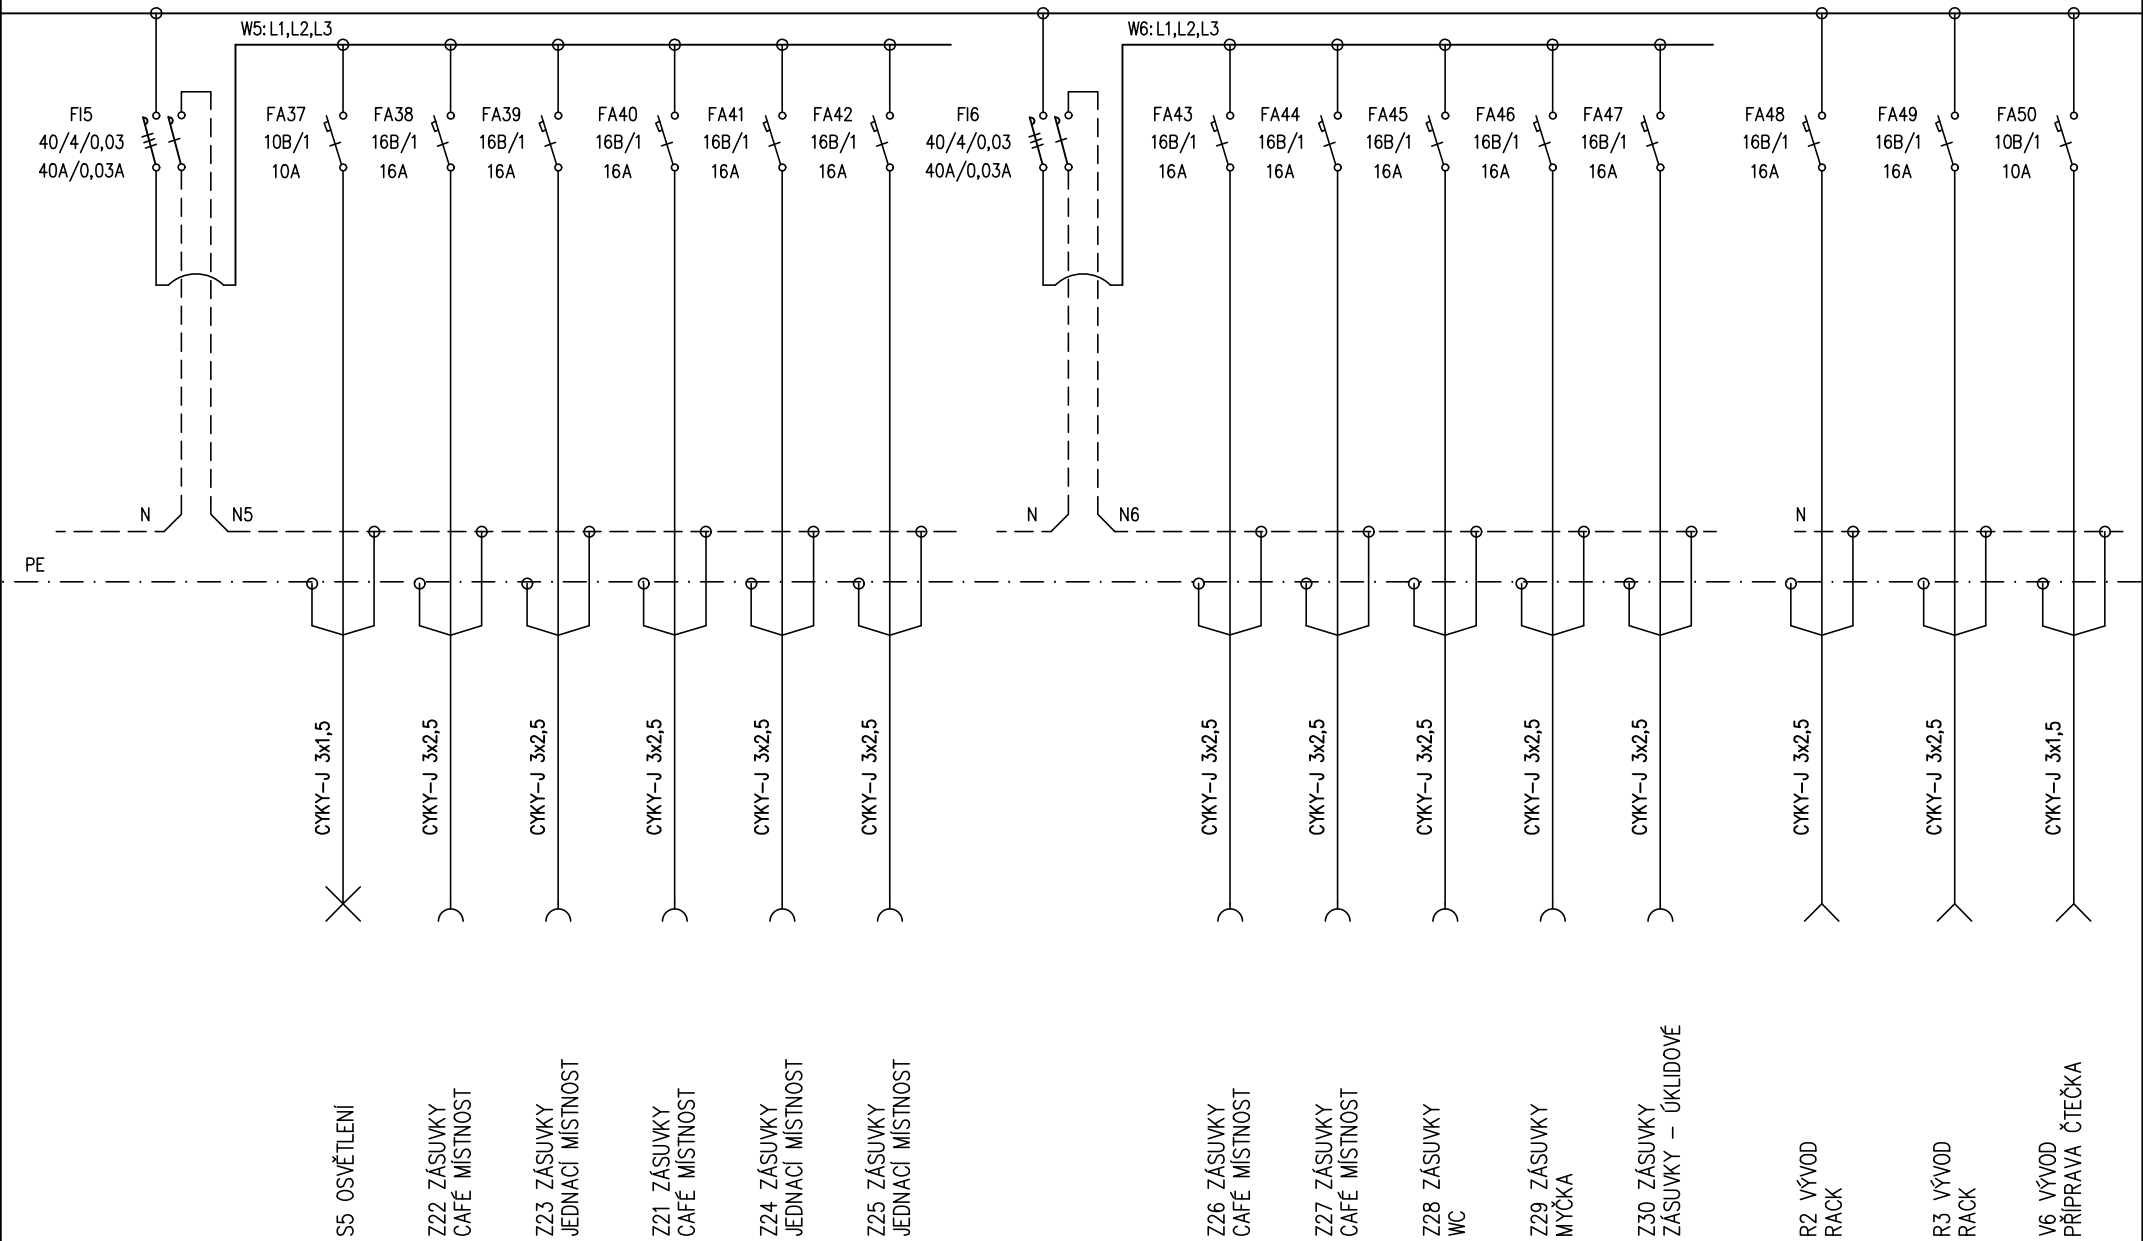 W5: L1,L2,L3
W6: L1,L2,L3
FI5
40/4/0,03
40A/0,03A
FA37
10B/1
10A
FA38
16B/1
16A
FA39
16B/1
16A
FA40
16B/1
16A
FA41
16B/1
16A
FA42
16B/1
16A
FI6
40/4/0,03
40A/0,03A
FA43
16B/1
16A
FA44
16B/1
16A
FA45
16B/1
16A
FA46
16B/1
16A
FA47
16B/1
16A
FA48
16B/1
16A
FA49
16B/1
16A
FA50
10B/1
10A
N
N5
N
N6
N
PE
CYKY-J 3x1,5
CYKY-J 3x2,5
CYKY-J 3x2,5
CYKY-J 3x2,5
CYKY-J 3x2,5
CYKY-J 3x2,5
CYKY-J 3x2,5
CYKY-J 3x2,5
CYKY-J 3x2,5
CYKY-J 3x2,5
CYKY-J 3x2,5
CYKY-J 3x2,5
CYKY-J 3x2,5
CYKY-J 3x1,5
S5 OSVĚTLENÍ
Z22 ZÁSUVKY
CAFÉ MÍSTNOST
Z23 ZÁSUVKY
JEDNACÍ MÍSTNOST
Z21 ZÁSUVKY
CAFÉ MÍSTNOST
Z24 ZÁSUVKY
JEDNACÍ MÍSTNOST
Z25 ZÁSUVKY
JEDNACÍ MÍSTNOST
Z26 ZÁSUVKY
CAFÉ MÍSTNOST
Z27 ZÁSUVKY
CAFÉ MÍSTNOST
Z28 ZÁSUVKY
WC
Z29 ZÁSUVKY
MYČKA
Z30 ZÁSUVKY
ZÁSUVKY – ÚKLIDOVÉ
R2 VÝVOD
RACK
R3 VÝVOD
RACK
V6 VÝVOD
PŘÍPRAVA ČTEČKA